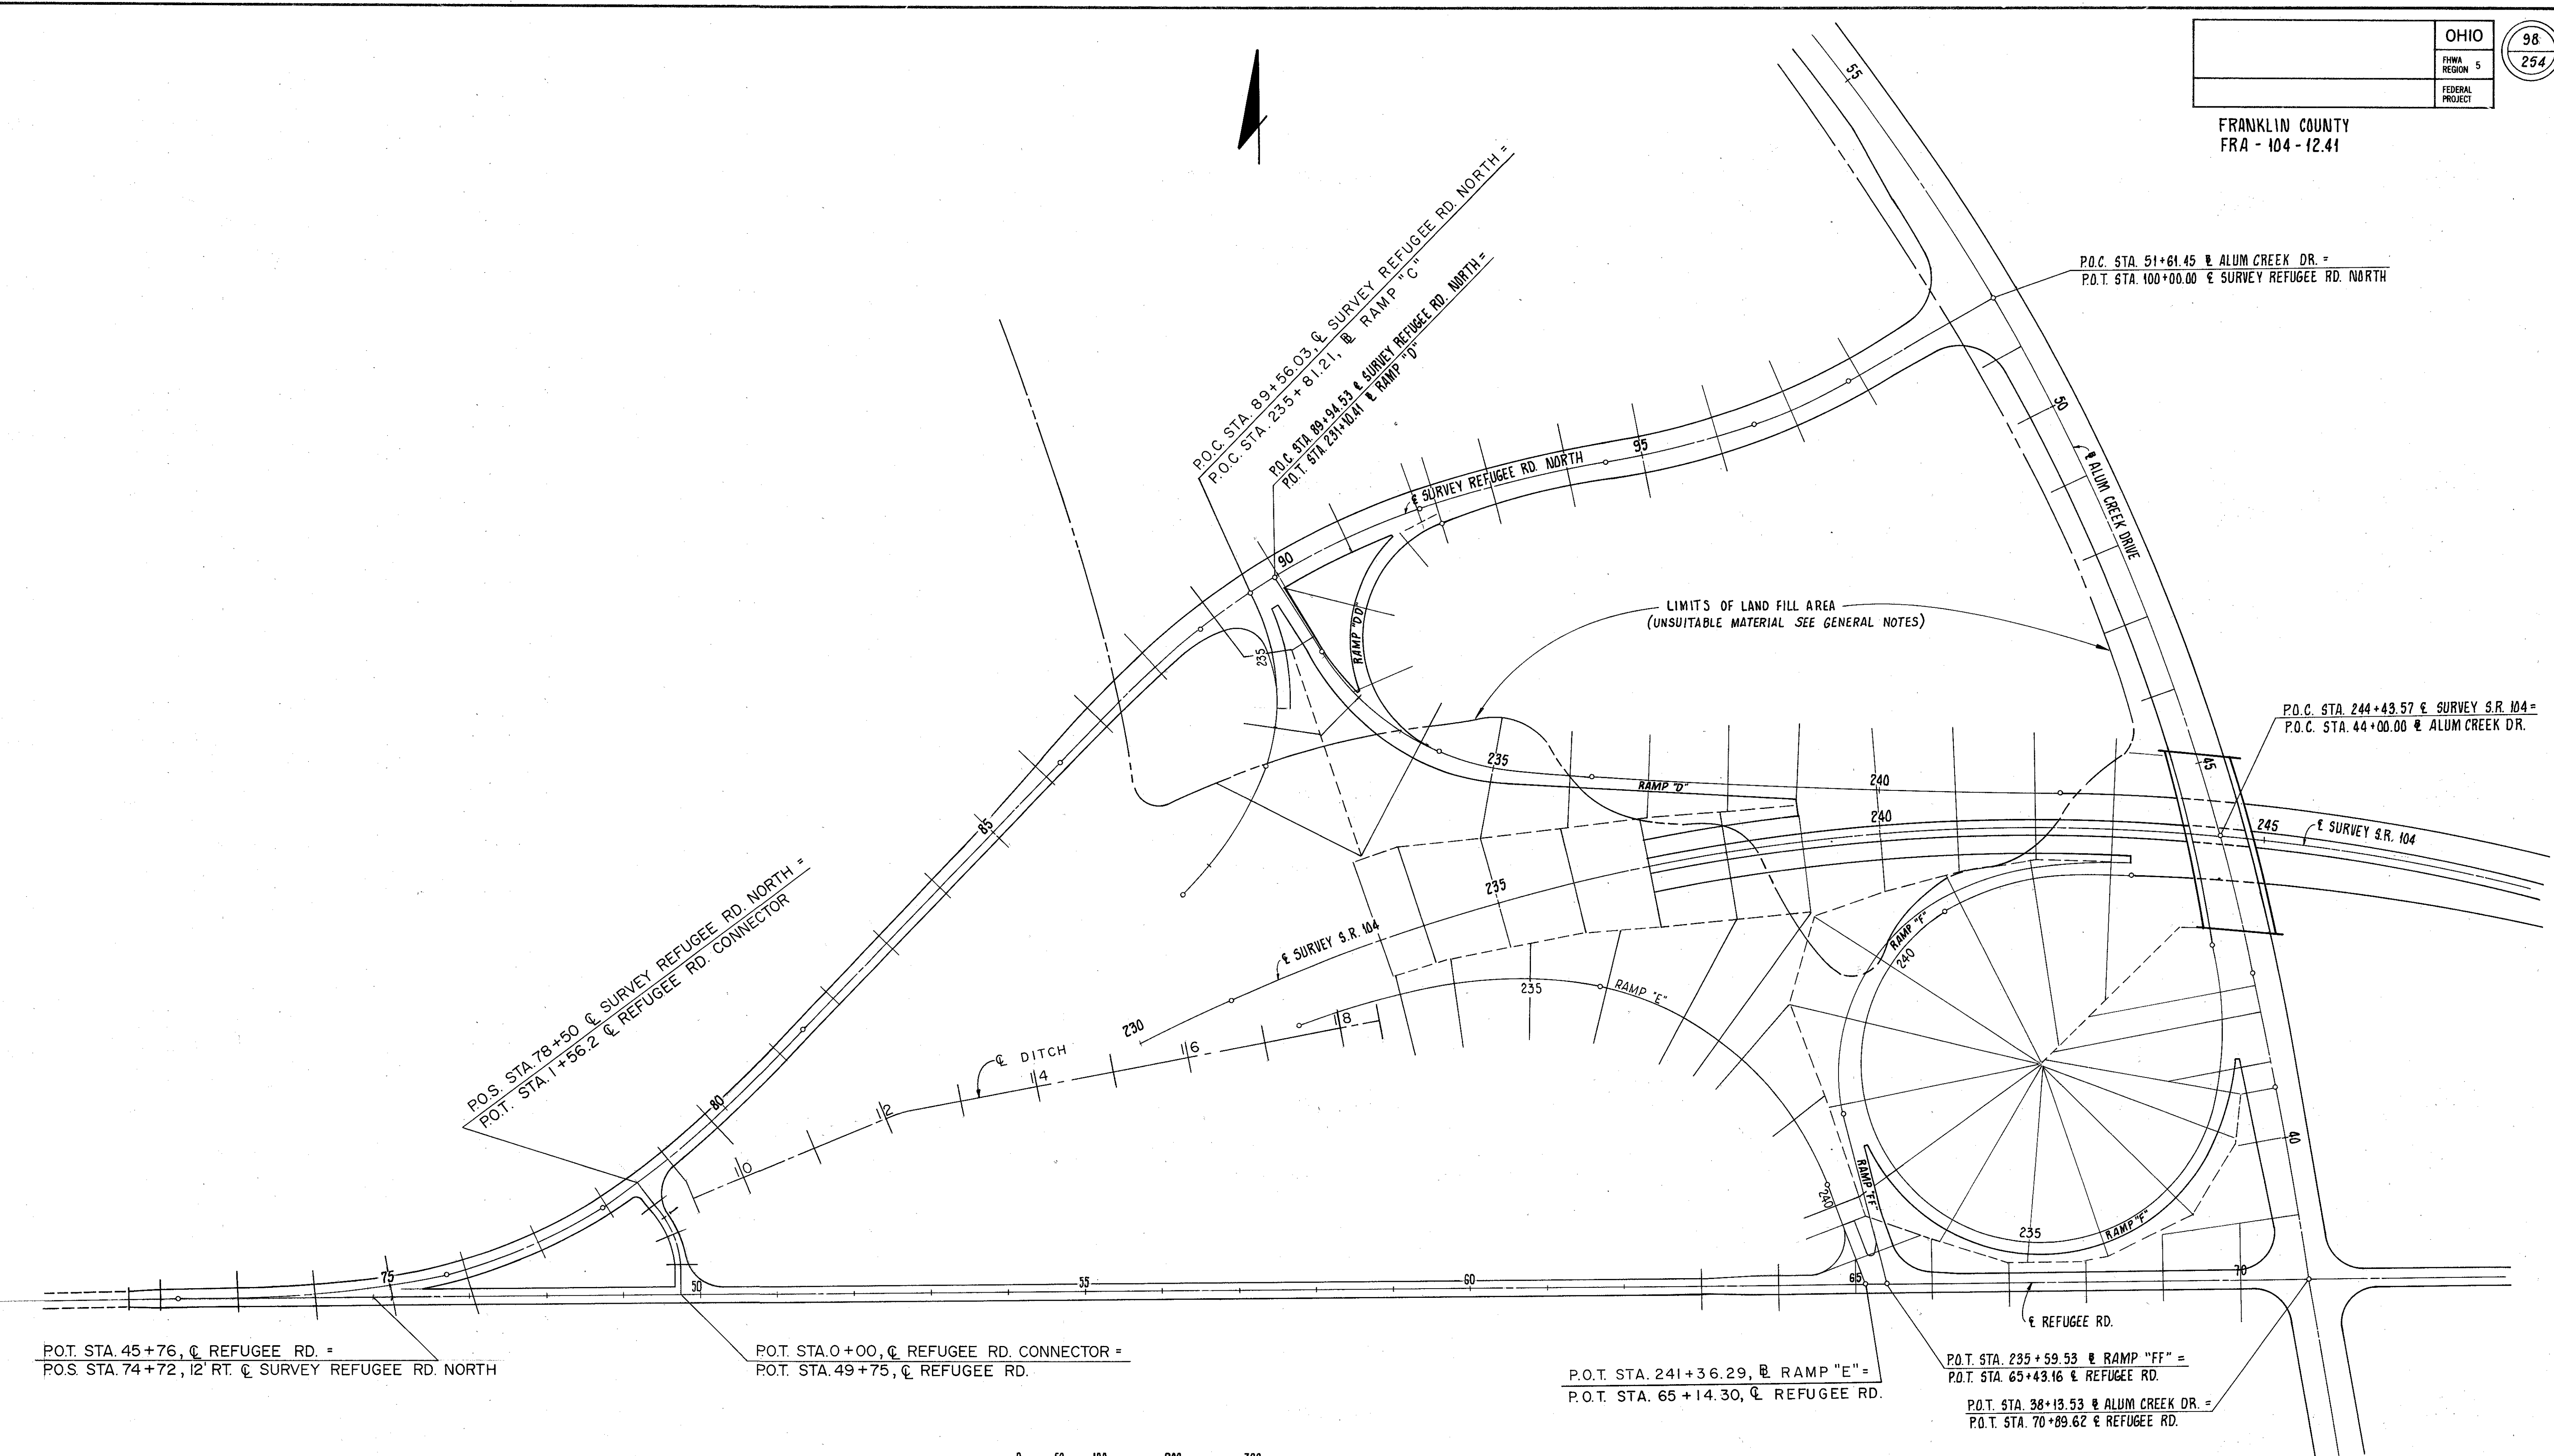 OHIO
FHWA REGION 5
FEDERAL PROJECT
98
254
FRANKLIN COUNTY
FRA - 104 - 12.41
55
P.O.C. STA. 51+61.45 ℄ ALUM CREEK DR. =
P.O.T. STA. 100+00.00 ℄ SURVEY REFUGEE RD. NORTH
P.O.C. STA. 89+56.03, ℄ SURVEY REFUGEE RD. NORTH =
P.O.C. STA. 235+81.21, ℄ RAMP "C"
P.O.C. STA. 89+94.53 ℄ SURVEY REFUGEE RD. NORTH =
P.O.T. STA. 231+10.41 ℄ RAMP "D"
50
95
℄ SURVEY REFUGEE RD. NORTH
℄ ALUM CREEK DRIVE
90
LIMITS OF LAND FILL AREA
(UNSUITABLE MATERIAL SEE GENERAL NOTES)
RAMP "DD"
235
P.O.C. STA. 244+43.57 ℄ SURVEY S.R. 104 =
P.O.C. STA. 44+00.00 ℄ ALUM CREEK DR.
235
RAMP "D"
240
45
240
245
℄ SURVEY S.R. 104
85
235
P.O.S. STA. 78+50 ℄ SURVEY REFUGEE RD. NORTH =
P.O.T. STA. 1+56.2 ℄ REFUGEE RD. CONNECTOR
℄ SURVEY S.R. 104
RAMP "F"
240
235
RAMP "E"
230
18
16
℄ DITCH
14
12
80
10
40
RAMP "FF"
240
RAMP "F"
235
75
50
55
60
65
70
℄ REFUGEE RD.
P.O.T. STA. 45+76, ℄ REFUGEE RD. =
P.O.S. STA. 74+72, 12' RT. ℄ SURVEY REFUGEE RD. NORTH
P.O.T. STA. 0+00, ℄ REFUGEE RD. CONNECTOR =
P.O.T. STA. 49+75, ℄ REFUGEE RD.
P.O.T. STA. 241+36.29, ℄ RAMP "E" =
P.O.T. STA. 65+14.30, ℄ REFUGEE RD.
P.O.T. STA. 235+59.53 ℄ RAMP "FF" =
P.O.T. STA. 65+43.16 ℄ REFUGEE RD.
P.O.T. STA. 38+13.53 ℄ ALUM CREEK DR. =
P.O.T. STA. 70+89.62 ℄ REFUGEE RD.